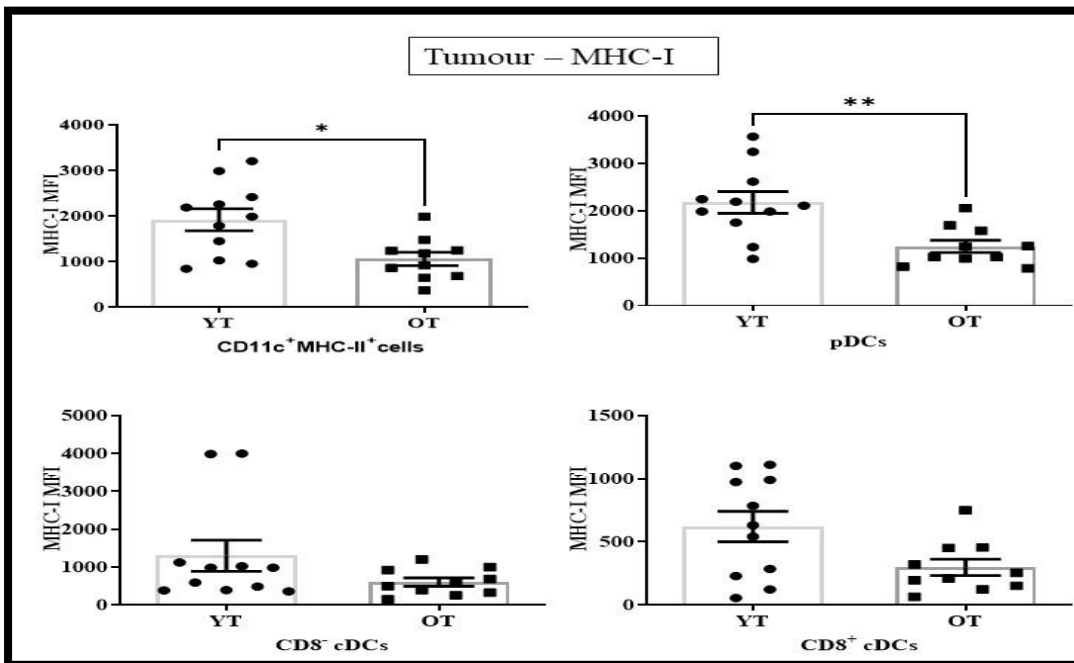 Tumour – MHC-I
*
4000
3000
2000
1000
0
MHC-I MFI
YT
OT
CD11c⁺MHC-II⁺cells
**
4000
3000
2000
1000
0
MHC-I MFI
YT
OT
pDCs
5000
4000
3000
2000
1000
0
MHC-I MFI
YT
OT
CD8⁻ cDCs
1500
1000
500
0
MHC-I MFI
YT
OT
CD8⁺ cDCs